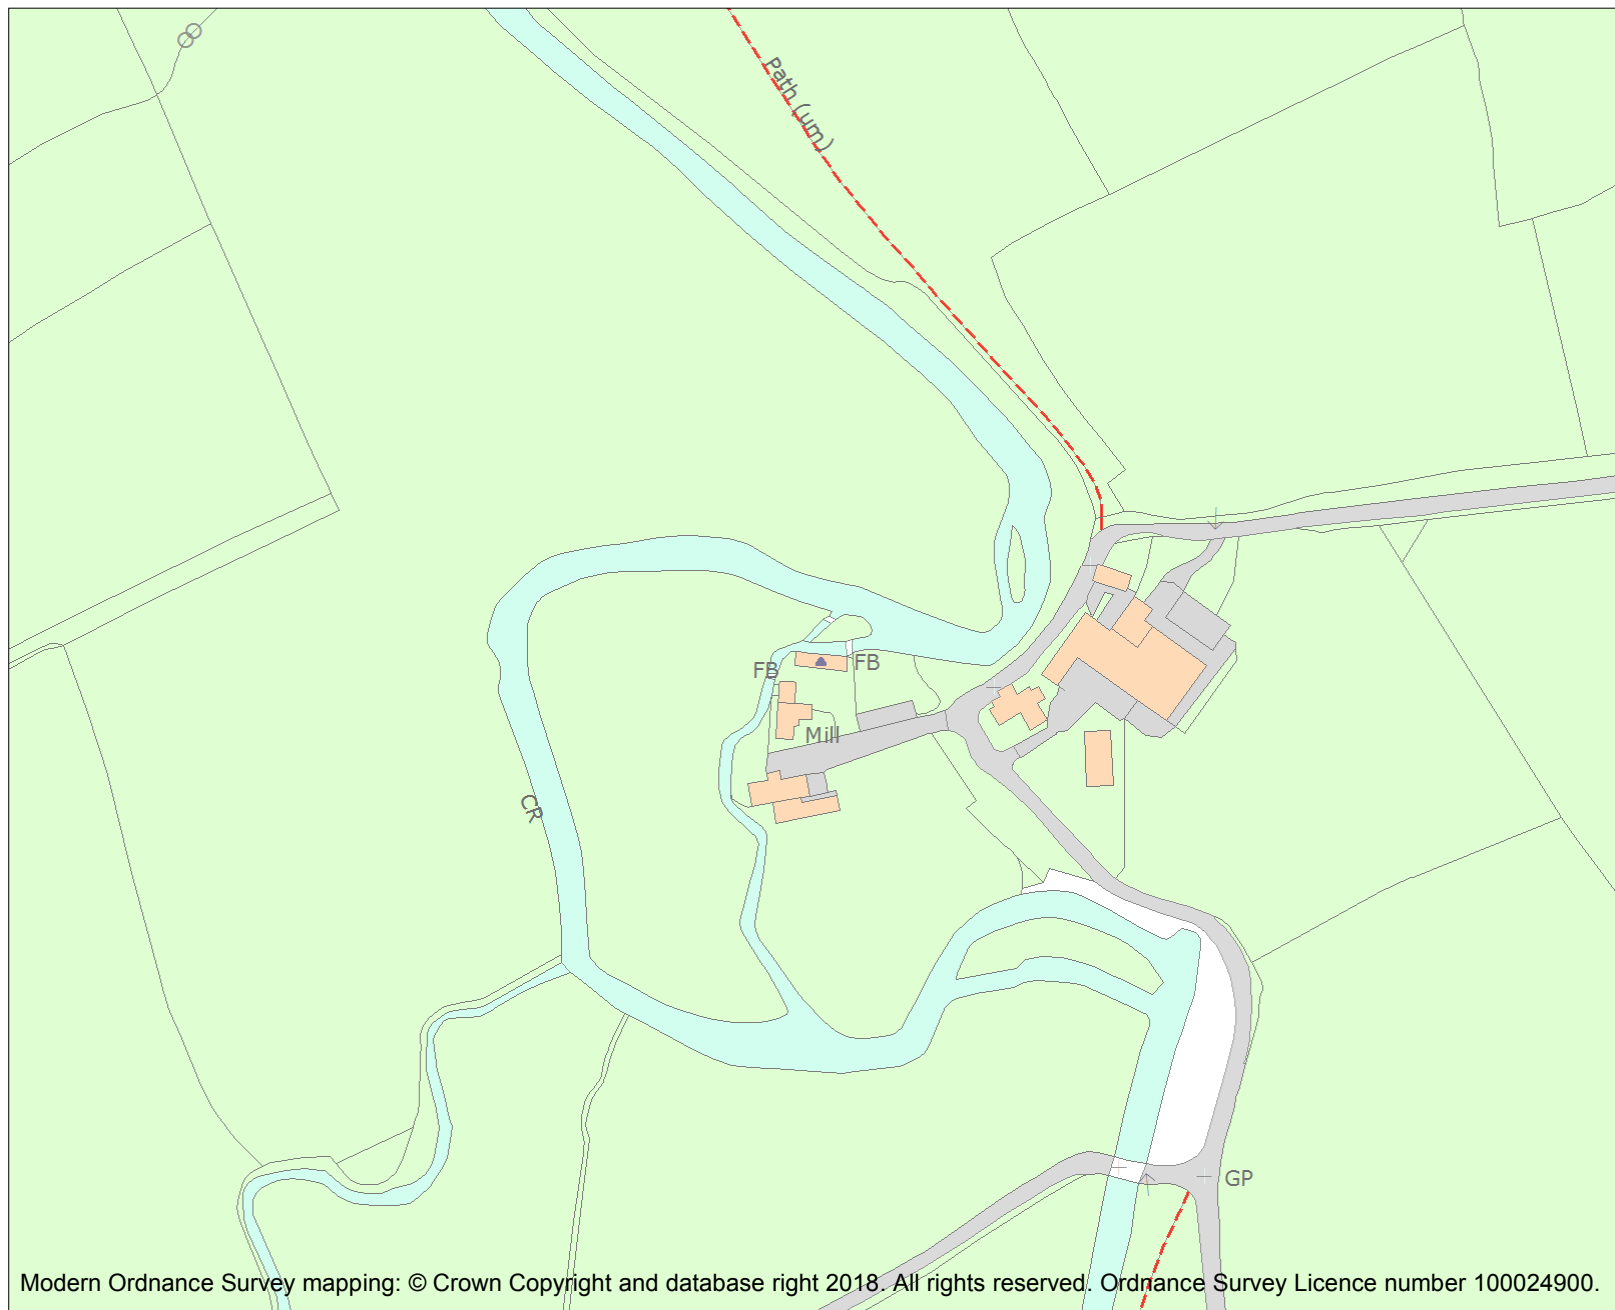 Path (um)
FB
FB
Mill
CR
GP
Modern Ordnance Survey mapping: © Crown Copyright and database right 2018. All rights reserved. Ordnance Survey Licence number 100024900.